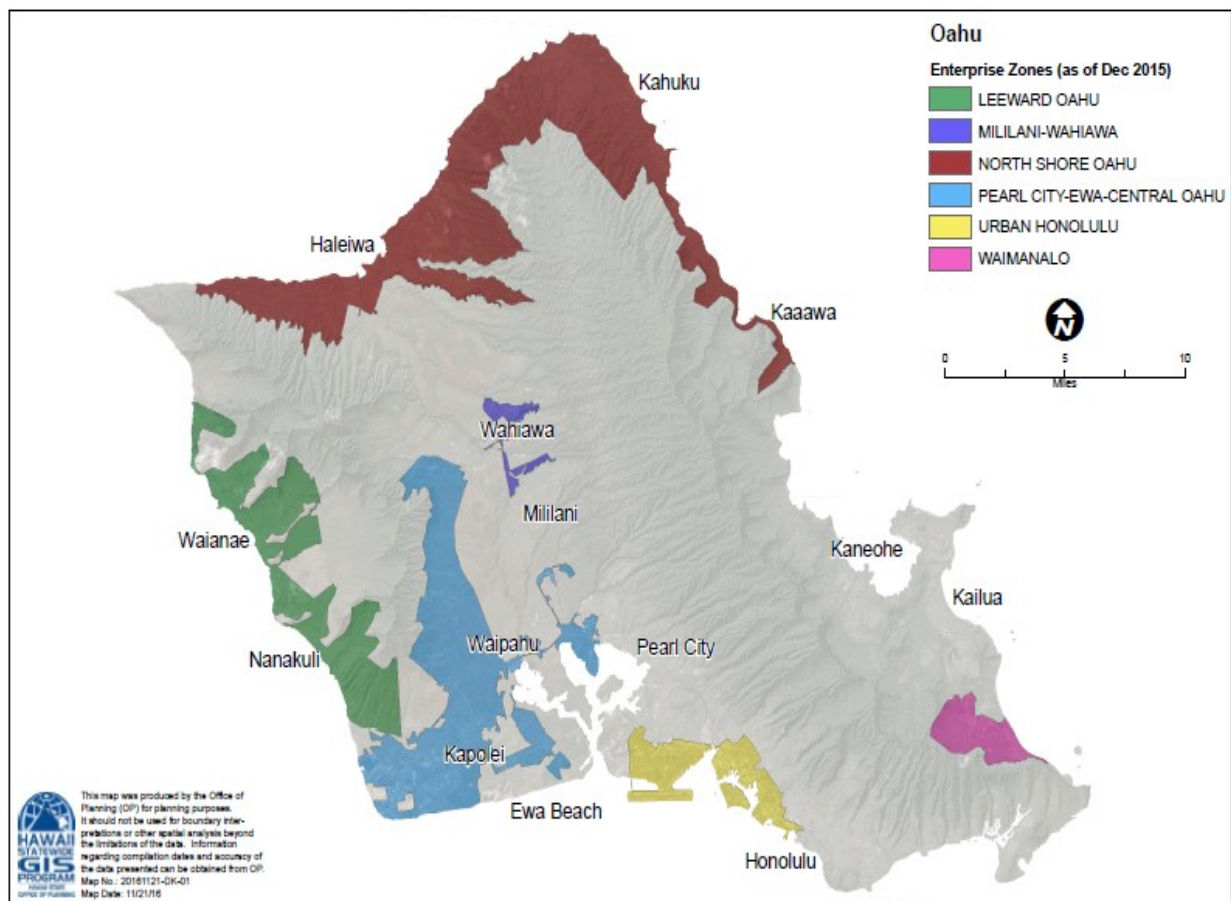 Oahu
Enterprise Zones (as of Dec 2015)
LEEWARD OAHU
MILILANI-WAHIAWA
NORTH SHORE OAHU
PEARL CITY-EWA-CENTRAL OAHU
URBAN HONOLULU
WAIMANALO
N
0 5 10
Miles
Kahuku
Haleiwa
Kaaawa
Wahiawa
Mililani
Waianae
Kaneohe
Kailua
Waipahu
Pearl City
Nanakuli
Kapolei
Ewa Beach
Honolulu
HAWAII
STATEWIDE
GIS
PROGRAM
HAWAII STATE
OFFICE OF PLANNING
This map was produced by the Office of
Planning (OP) for planning purposes.
It should not be used for boundary inter-
pretations or other spatial analysis beyond
the limitations of the data. Information
regarding compilation dates and accuracy of
the data presented can be obtained from OP.
Map No.: 20161121-DK-01
Map Date: 11/21/16